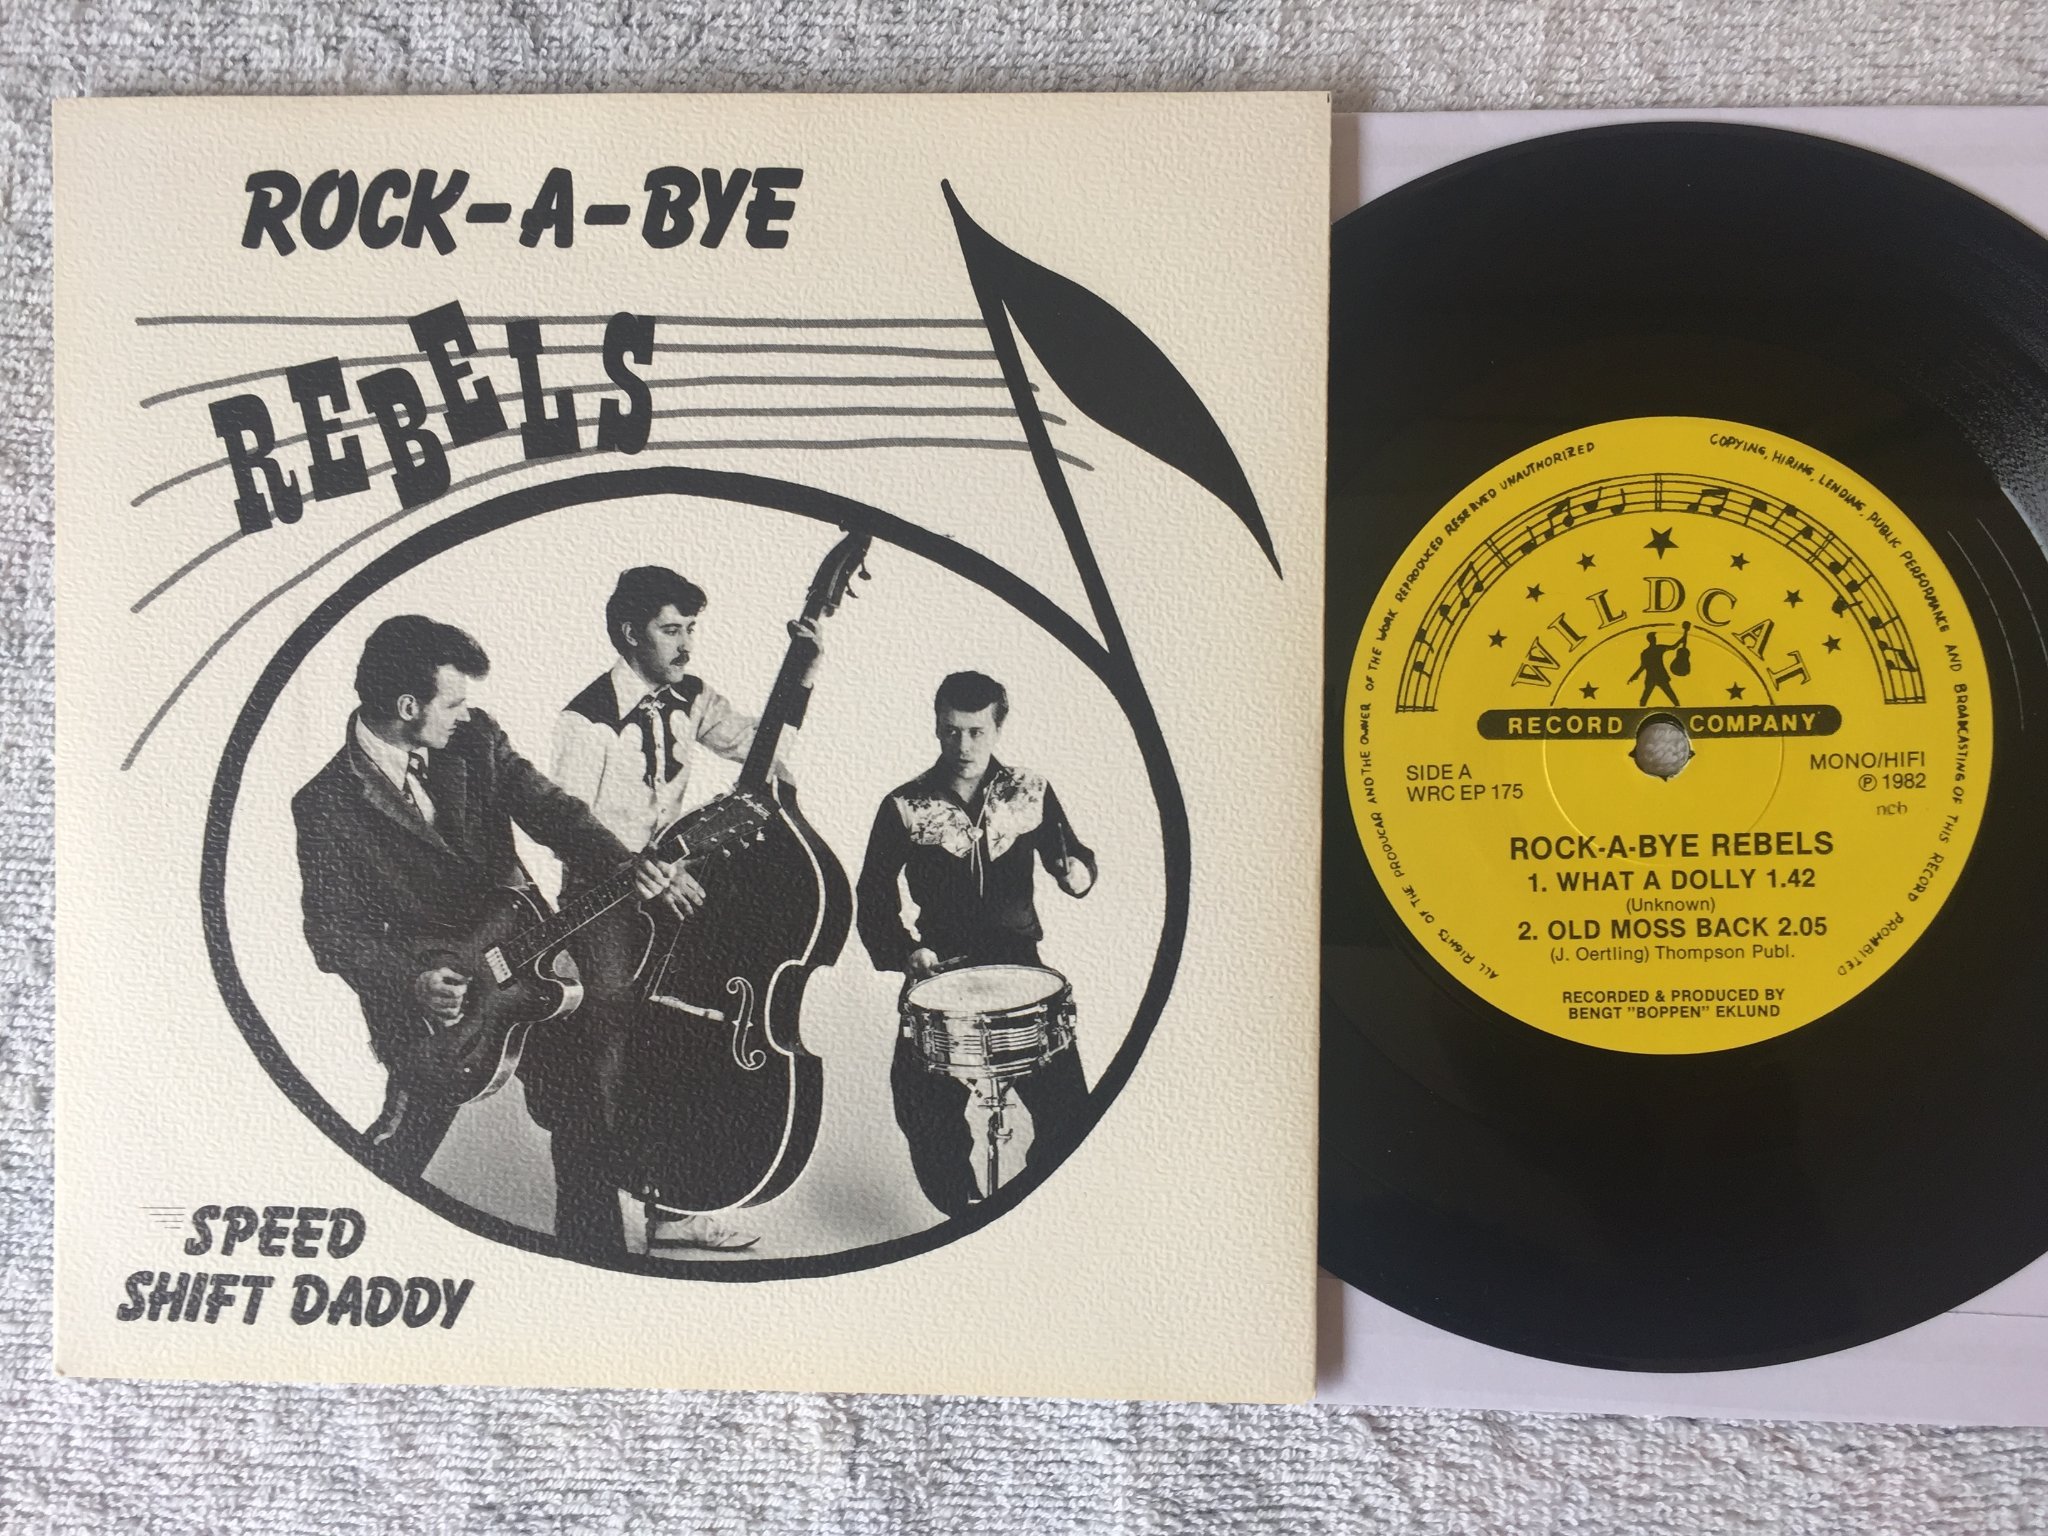 ROCK-A-BYE
REBELS
SPEED
SHIFT DADDY
ALL RIGHTS OF THE PRODUCAR AND THE OWNER OF THE WORK REPRODUCED RESERVED UNAUTHORIZED
COPYING, HIRING, LENDING, PUBLIC PERFORMANCE AND BROADCASTING OF THIS RECORD PROHIBITED
WILDCAT
RECORD COMPANY
SIDE A
WRC EP 175
MONO/HIFI
Ⓟ 1982
ncb
ROCK-A-BYE REBELS
1. WHAT A DOLLY 1.42
(Unknown)
2. OLD MOSS BACK 2.05
(J. Oertling) Thompson Publ.
RECORDED & PRODUCED BY
BENGT "BOPPEN" EKLUND